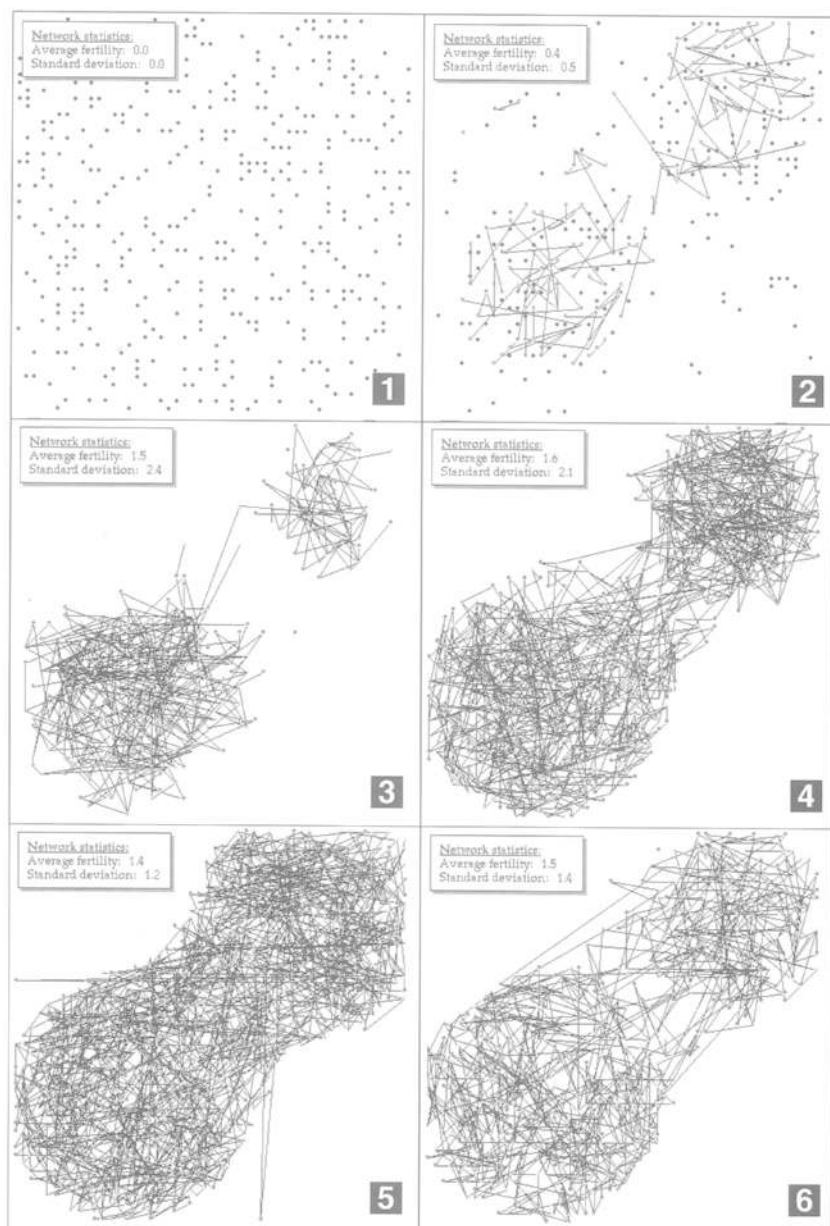 Network statistics:
Average fertility: 0.0
Standard deviation: 0.0
1
Network statistics:
Average fertility: 0.4
Standard deviation: 0.5
2
Network statistics:
Average fertility: 1.5
Standard deviation: 2.4
3
Network statistics:
Average fertility: 1.6
Standard deviation: 2.1
4
Network statistics:
Average fertility: 1.4
Standard deviation: 1.2
5
Network statistics:
Average fertility: 1.5
Standard deviation: 1.4
6